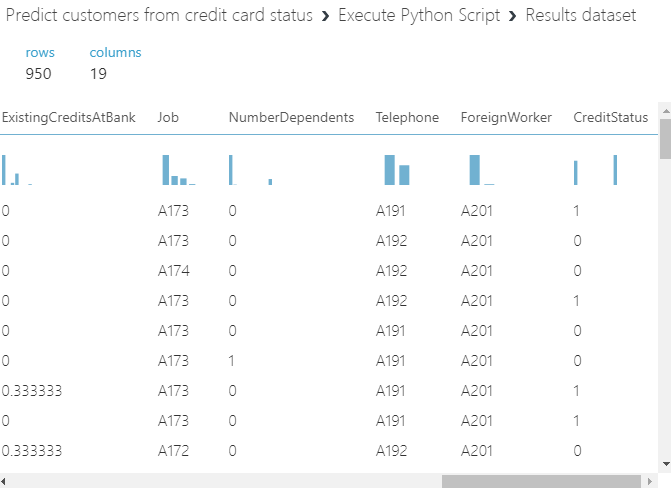 Predict customers from credit card status ❯ Execute Python Script ❯ Results dataset
rows columns
950 19
ExistingCreditsAtBank Job NumberDependents Telephone ForeignWorker CreditStatus
0 A173 0 A191 A201 1
0 A173 0 A192 A201 0
0 A174 0 A192 A201 0
0 A173 0 A192 A201 1
0 A173 0 A191 A201 0
0 A173 1 A191 A201 0
0.333333 A173 0 A191 A201 1
0 A173 0 A191 A201 1
0.333333 A172 0 A192 A201 0